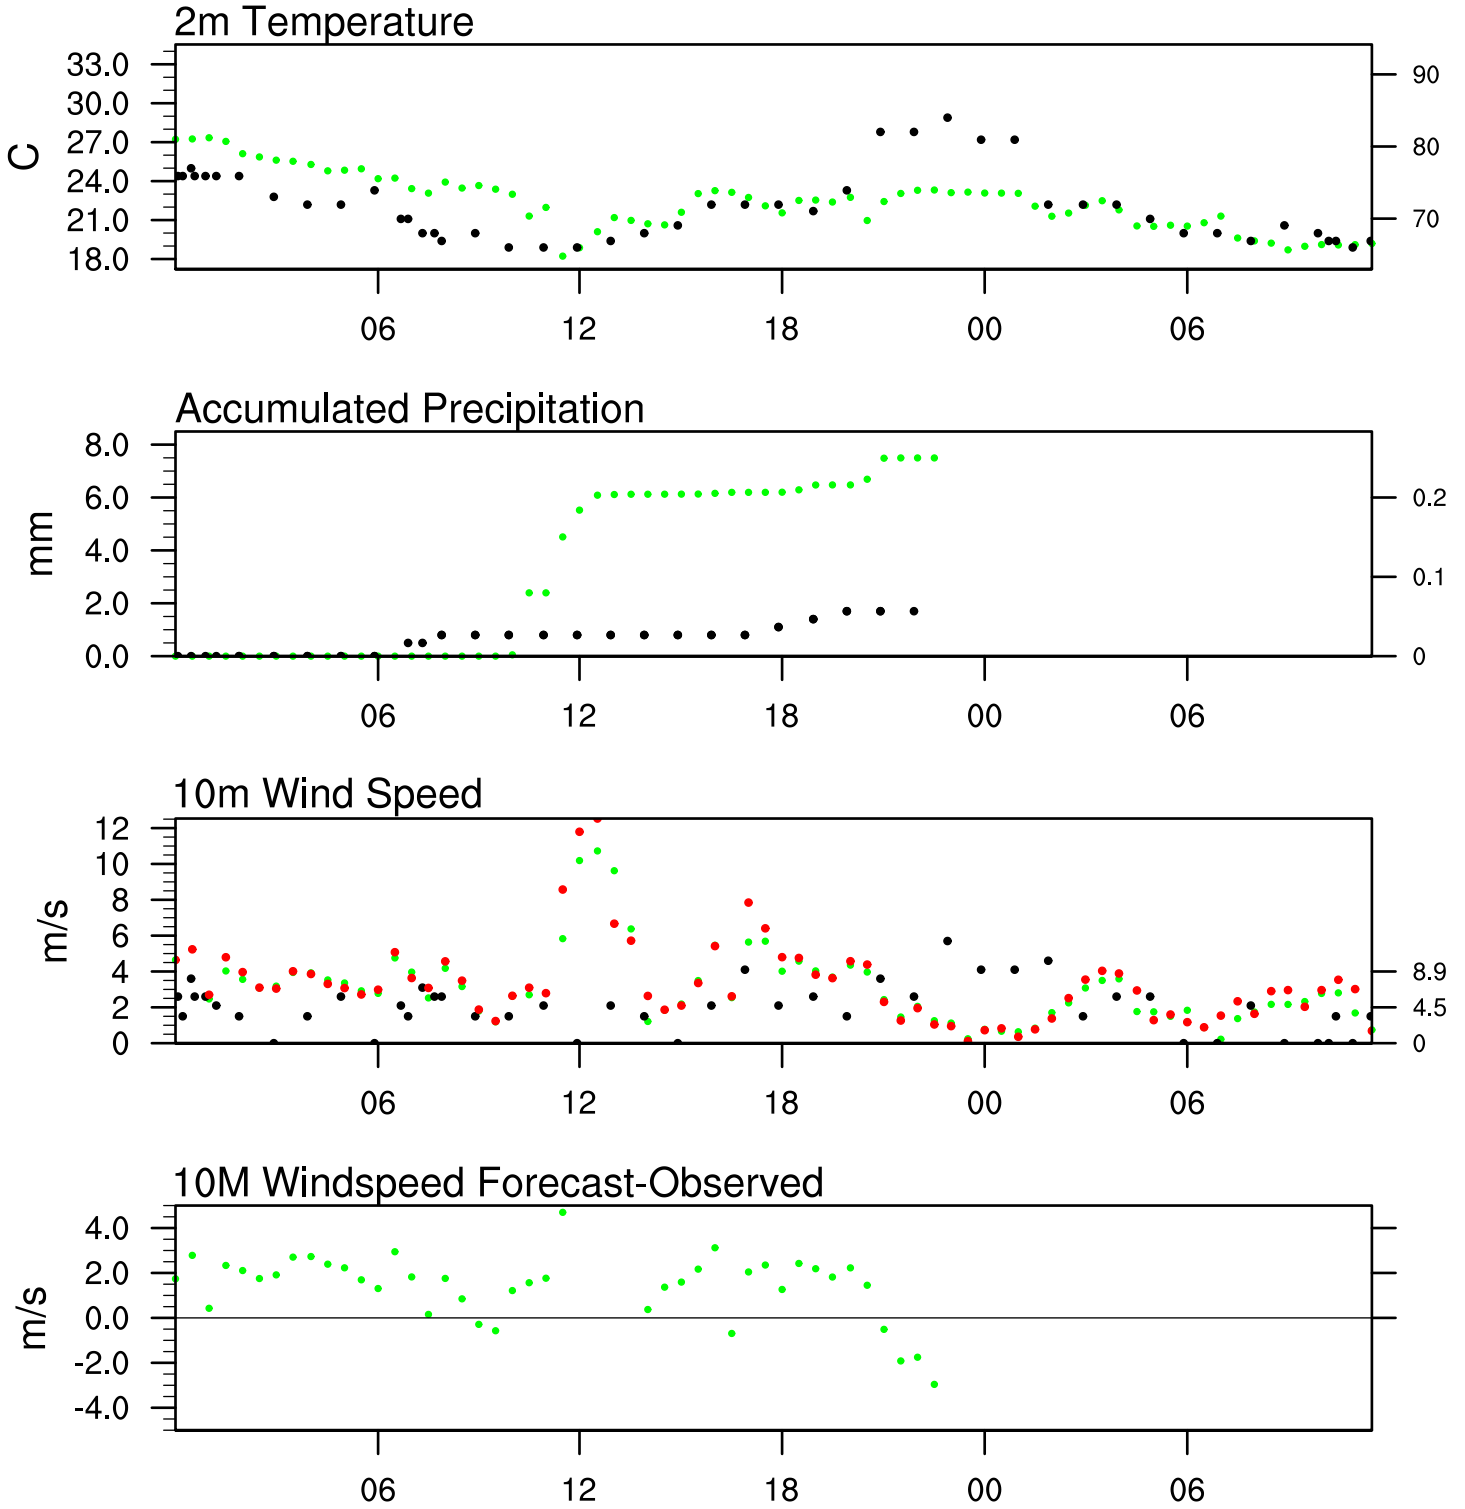 2m Temperature
33.0
30.0
27.0
24.0
21.0
18.0
C
90
80
70
06 12 18 00 06
Accumulated Precipitation
8.0
6.0
4.0
2.0
0.0
mm
0.2
0.1
0
06 12 18 00 06
10m Wind Speed
12
10
8
6
4
2
0
m/s
8.9
4.5
0
06 12 18 00 06
10M Windspeed Forecast-Observed
4.0
2.0
0.0
-2.0
-4.0
m/s
06 12 18 00 06